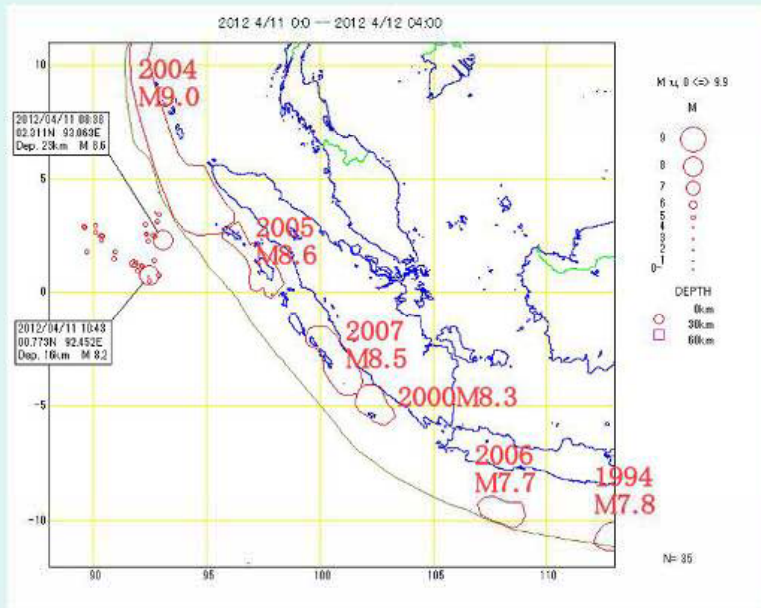 2012 4/11 0:0 -- 2012 4/12 04:00
10
5
0
-5
-10
90
95
100
105
110
2004
M9.0
2012/04/11 08:38
02.311N 93.063E
Dep. 23km M 8.6
2005
M8.6
2012/04/11 10:43
00.773N 92.452E
Dep. 16km M 8.2
2007
M8.5
2000M8.3
2006
M7.7
1994
M7.8
0 <=> 9.9
M
9
8
7
6
5
4
3
2
1
0-
DEPTH
0km
30km
60km
N= 35